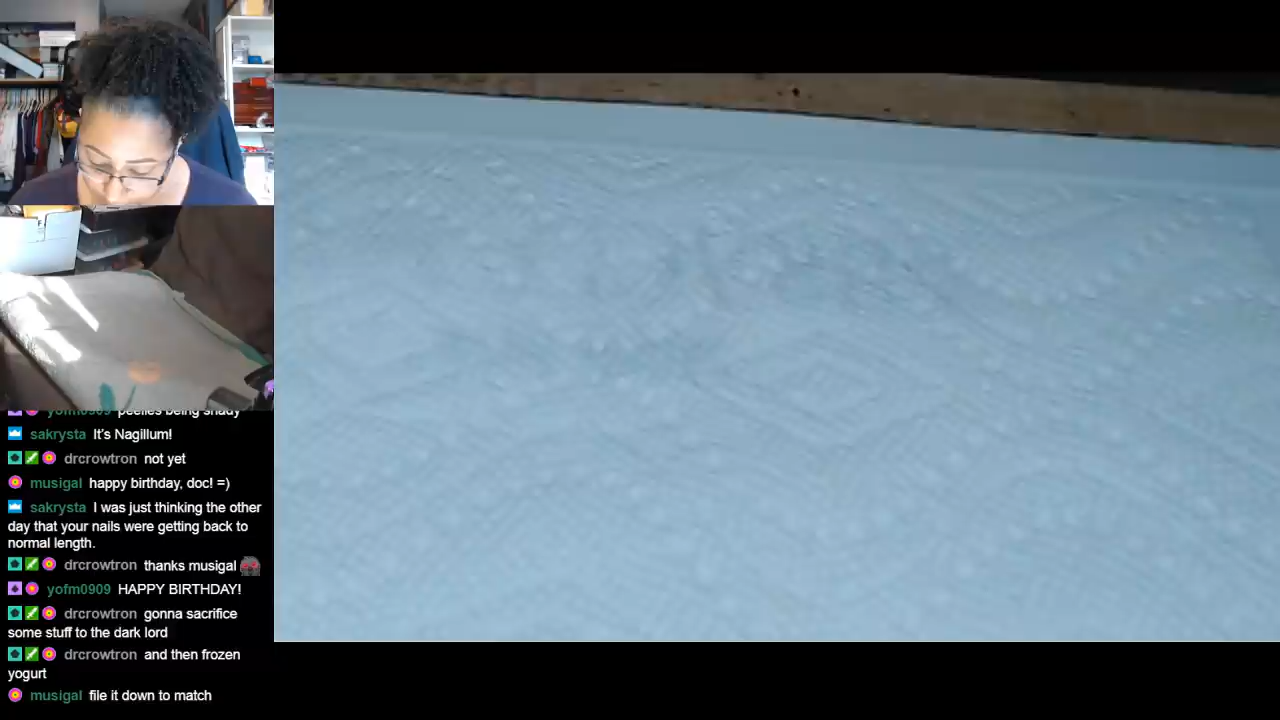 yofm0909 peelies being shady
sakrysta It's Nagillum!
drcrowtron not yet
musigal happy birthday, doc! =)
sakrysta I was just thinking the other
day that your nails were getting back to
normal length.
drcrowtron thanks musigal
yofm0909 HAPPY BIRTHDAY!
drcrowtron gonna sacrifice
some stuff to the dark lord
drcrowtron and then frozen
yogurt
musigal file it down to match